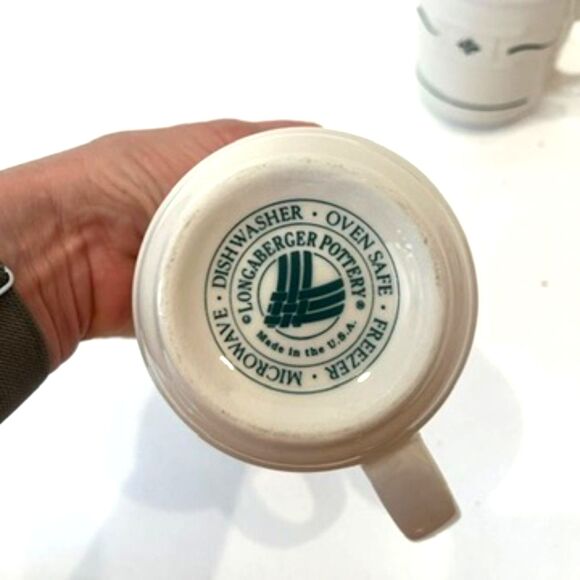 DISHWASHER · OVEN SAFE · FREEZER · MICROWAVE ·
© LONGABERGER POTTERY ®
Made in the U.S.A.